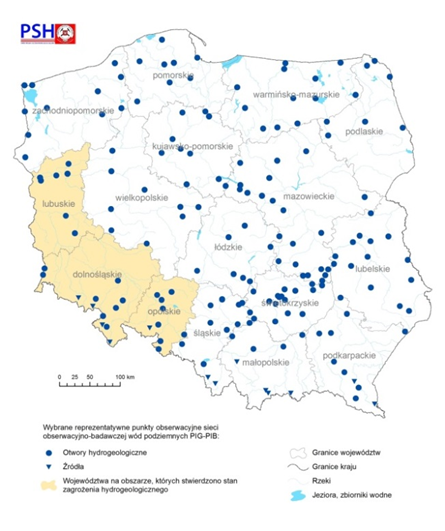 PSH
pomorskie
warmińsko-mazurskie
zachodniopomorskie
podlaskie
kujawsko-pomorskie
lubuskie
wielkopolskie
mazowieckie
łódzkie
dolnośląskie
lubelskie
opolskie
świętokrzyskie
śląskie
małopolskie
podkarpackie
0 25 50 100 km
Wybrane reprezentatywne punkty obserwacyjne sieci
obserwacyjno-badawczej wód podziemnych PIG-PIB:
Otwory hydrogeologiczne
Źródła
Województwa na obszarze, których stwierdzono stan
zagrożenia hydrogeologicznego
Granice województw
Granice kraju
Rzeki
Jeziora, zbiorniki wodne